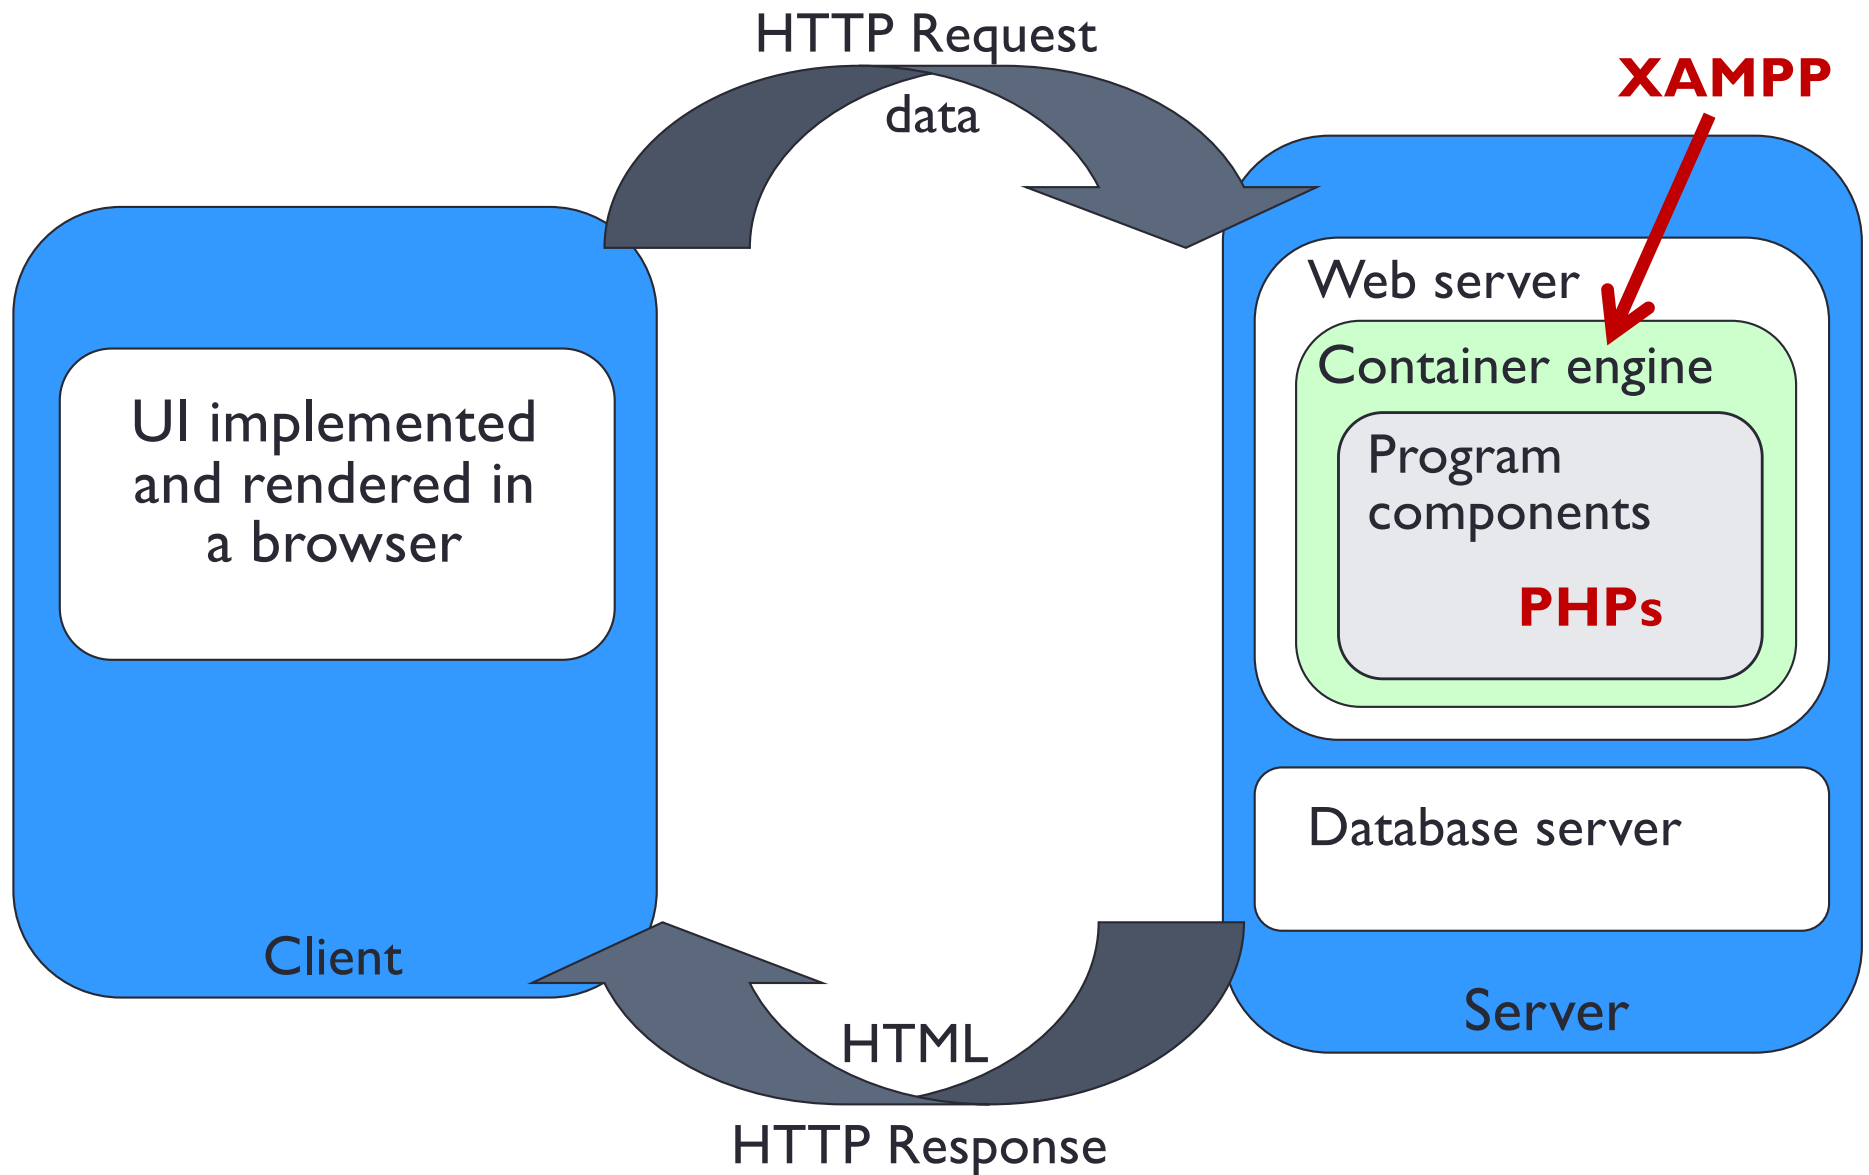 HTTP Request
data
XAMPP
Web server
Container engine
Program
components
PHPs
UI implemented
and rendered in
a browser
Database server
Client
Server
HTML
HTTP Response